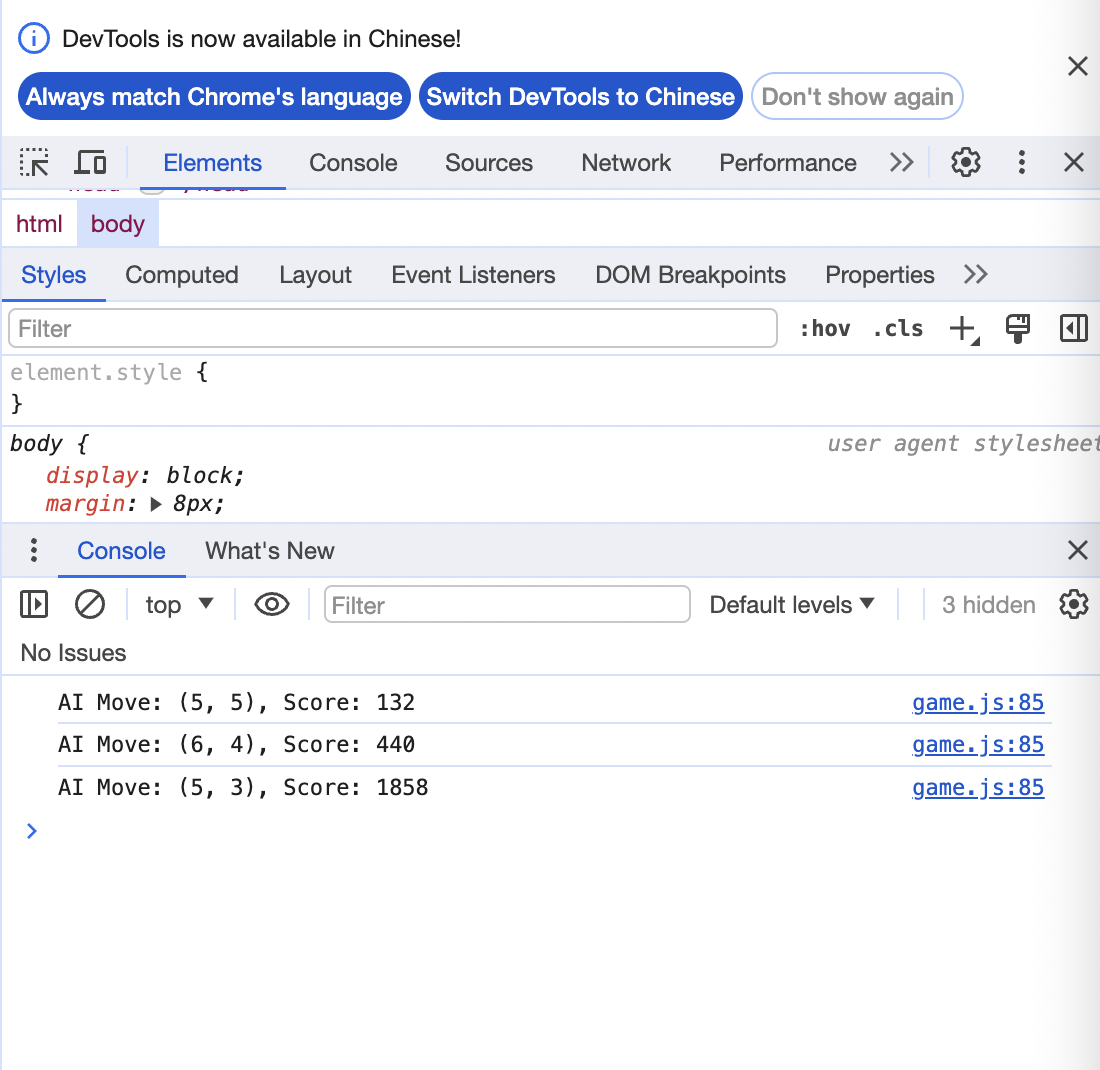 DevTools is now available in Chinese!
Always match Chrome's language Switch DevTools to Chinese Don't show again
Elements Console Sources Network Performance
html body
Styles Computed Layout Event Listeners DOM Breakpoints Properties
Filter :hov .cls
element.style {
}
body { user agent stylesheet
display: block;
margin: 8px;
Console What's New
top Filter Default levels 3 hidden
No Issues
AI Move: (5, 5), Score: 132 game.js:85
AI Move: (6, 4), Score: 440 game.js:85
AI Move: (5, 3), Score: 1858 game.js:85